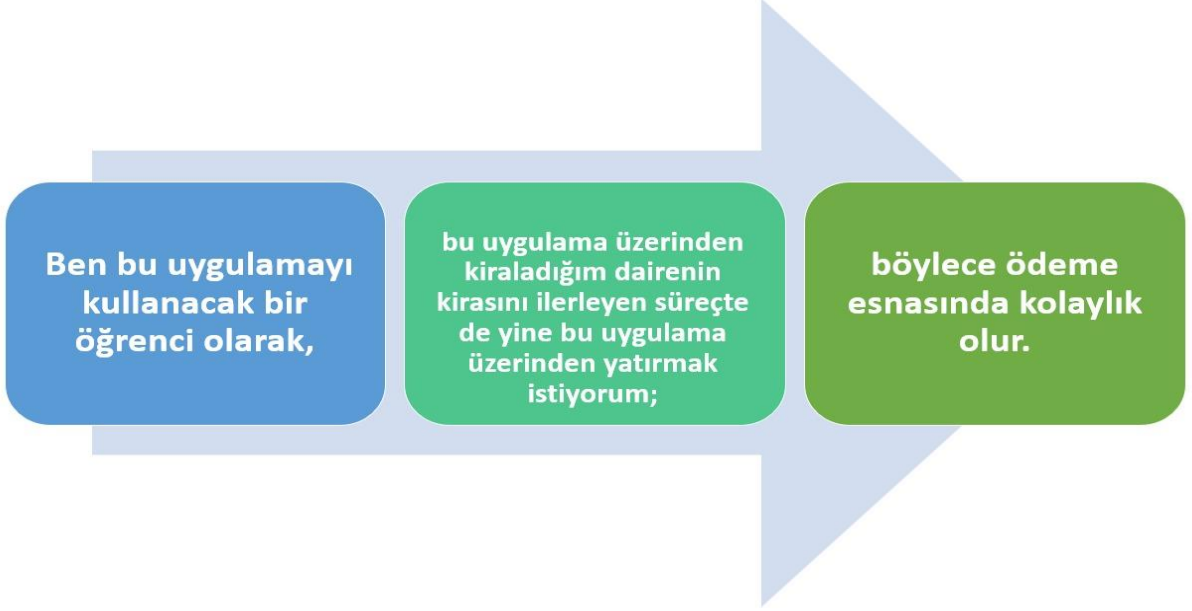 Ben bu uygulamayı
kullanacak bir
öğrenci olarak,
bu uygulama üzerinden
kiraladığım dairenin
kirasını ilerleyen süreçte
de yine bu uygulama
üzerinden yatırmak
istiyorum;
böylece ödeme
esnasında kolaylık
olur.